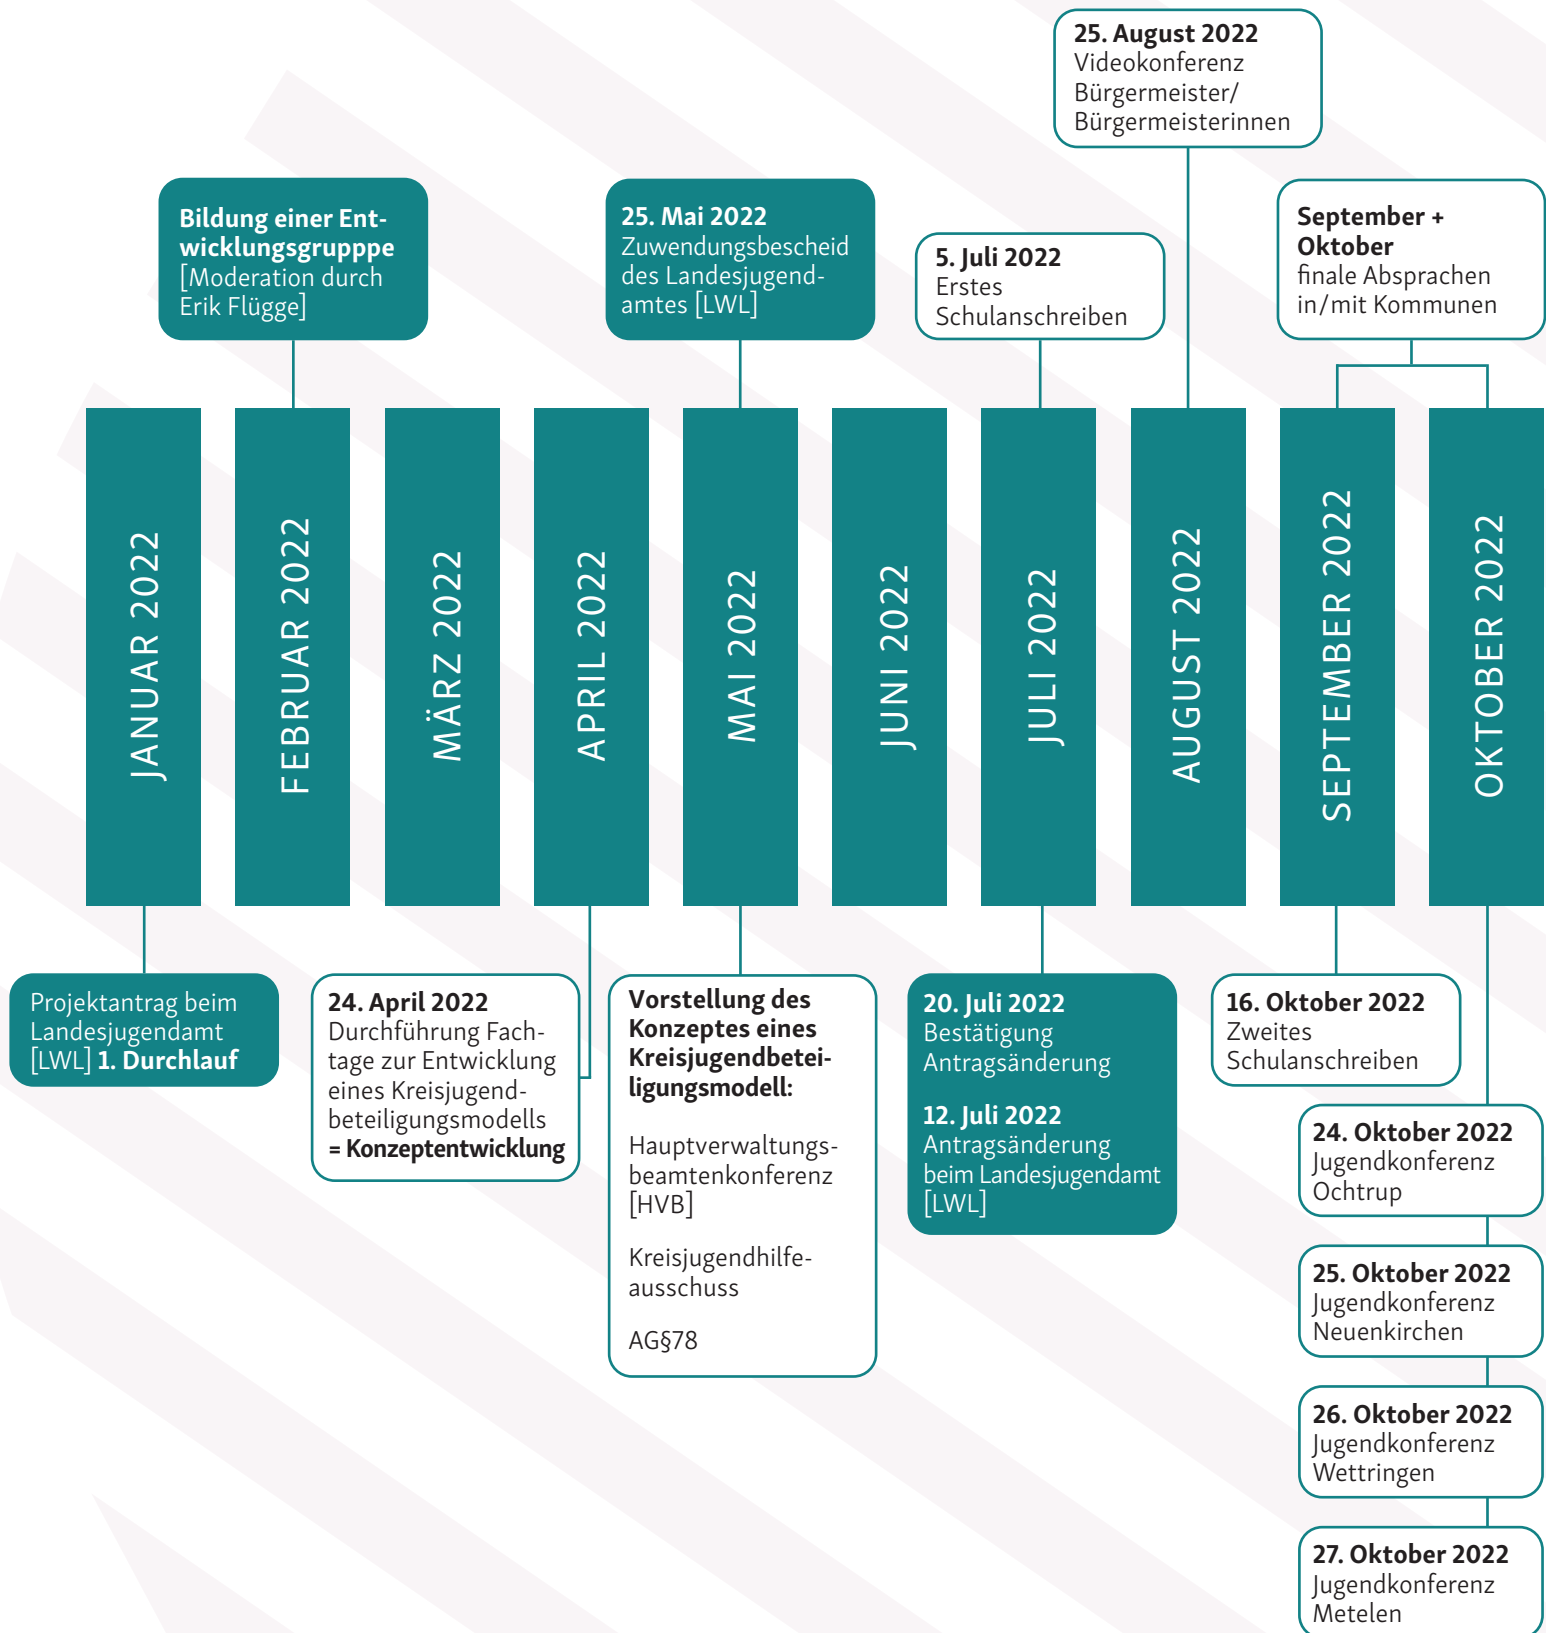 25. August 2022
Videokonferenz
Bürgermeister/
Bürgermeisterinnen
Bildung einer Ent-
wicklungsgrupppe
[Moderation durch
Erik Flügge]
25. Mai 2022
Zuwendungsbescheid
des Landesjugend-
amtes [LWL]
5. Juli 2022
Erstes
Schulanschreiben
September +
Oktober
finale Absprachen
in/mit Kommunen
JANUAR 2022
FEBRUAR 2022
MÄRZ 2022
APRIL 2022
MAI 2022
JUNI 2022
JULI 2022
AUGUST 2022
SEPTEMBER 2022
OKTOBER 2022
Projektantrag beim
Landesjugendamt
[LWL] 1. Durchlauf
24. April 2022
Durchführung Fach-
tage zur Entwicklung
eines Kreisjugend-
beteiligungsmodells
= Konzeptentwicklung
Vorstellung des
Konzeptes eines
Kreisjugendbetei-
ligungsmodell:
Hauptverwaltungs-
beamtenkonferenz
[HVB]
Kreisjugendhilfe-
ausschuss
AG§78
20. Juli 2022
Bestätigung
Antragsänderung
12. Juli 2022
Antragsänderung
beim Landesjugendamt
[LWL]
16. Oktober 2022
Zweites
Schulanschreiben
24. Oktober 2022
Jugendkonferenz
Ochtrup
25. Oktober 2022
Jugendkonferenz
Neuenkirchen
26. Oktober 2022
Jugendkonferenz
Wettringen
27. Oktober 2022
Jugendkonferenz
Metelen